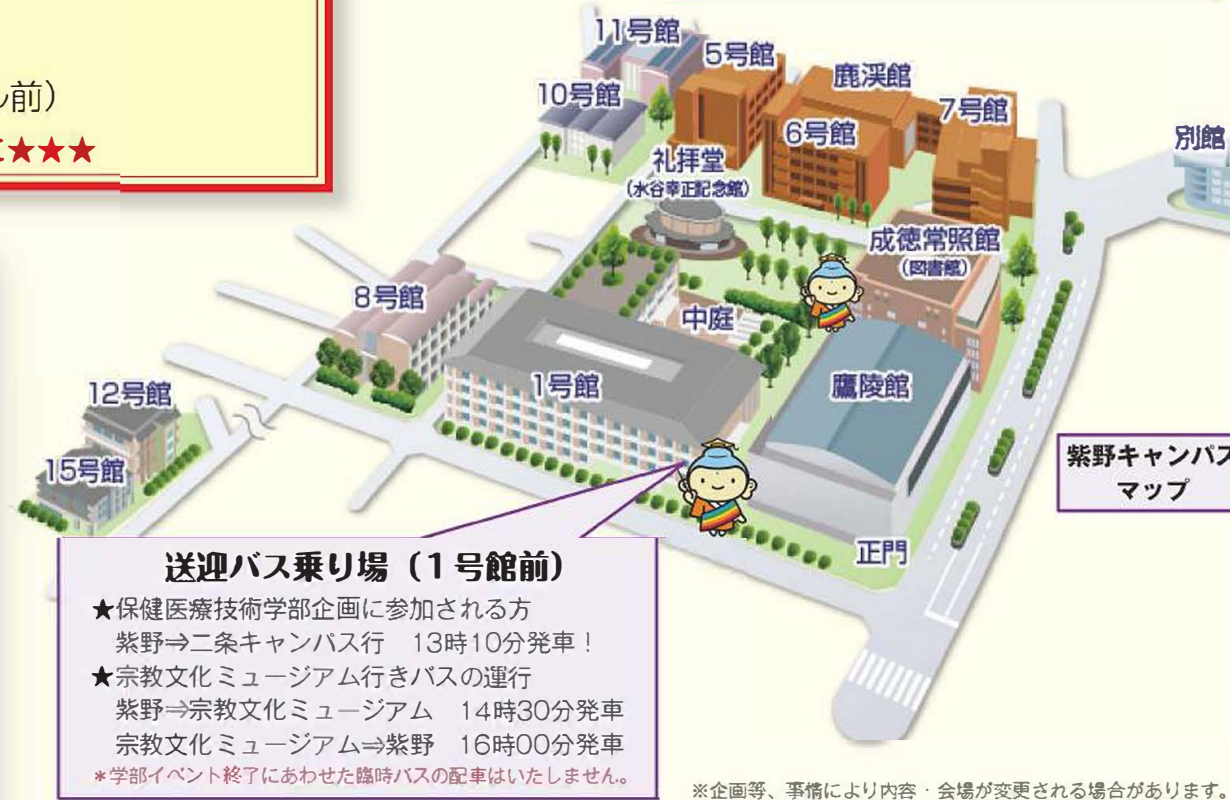 ル前）
★★★
11号館
5号館
鹿渓館
10号館
7号館
6号館
別館
礼拝堂
（水谷幸正記念館）
成徳常照館
（図書館）
8号館
中庭
1号館
鷹陵館
12号館
15号館
紫野キャンパス
マップ
正門
送迎バス乗り場（1号館前）
★保健医療技術学部企画に参加される方
紫野⇒二条キャンパス行　13時10分発車！
★宗教文化ミュージアム行きバスの運行
紫野⇒宗教文化ミュージアム　14時30分発車
宗教文化ミュージアム⇒紫野　16時00分発車
＊学部イベント終了にあわせた臨時バスの配車はいたしません。
※企画等、事情により内容・会場が変更される場合があります。